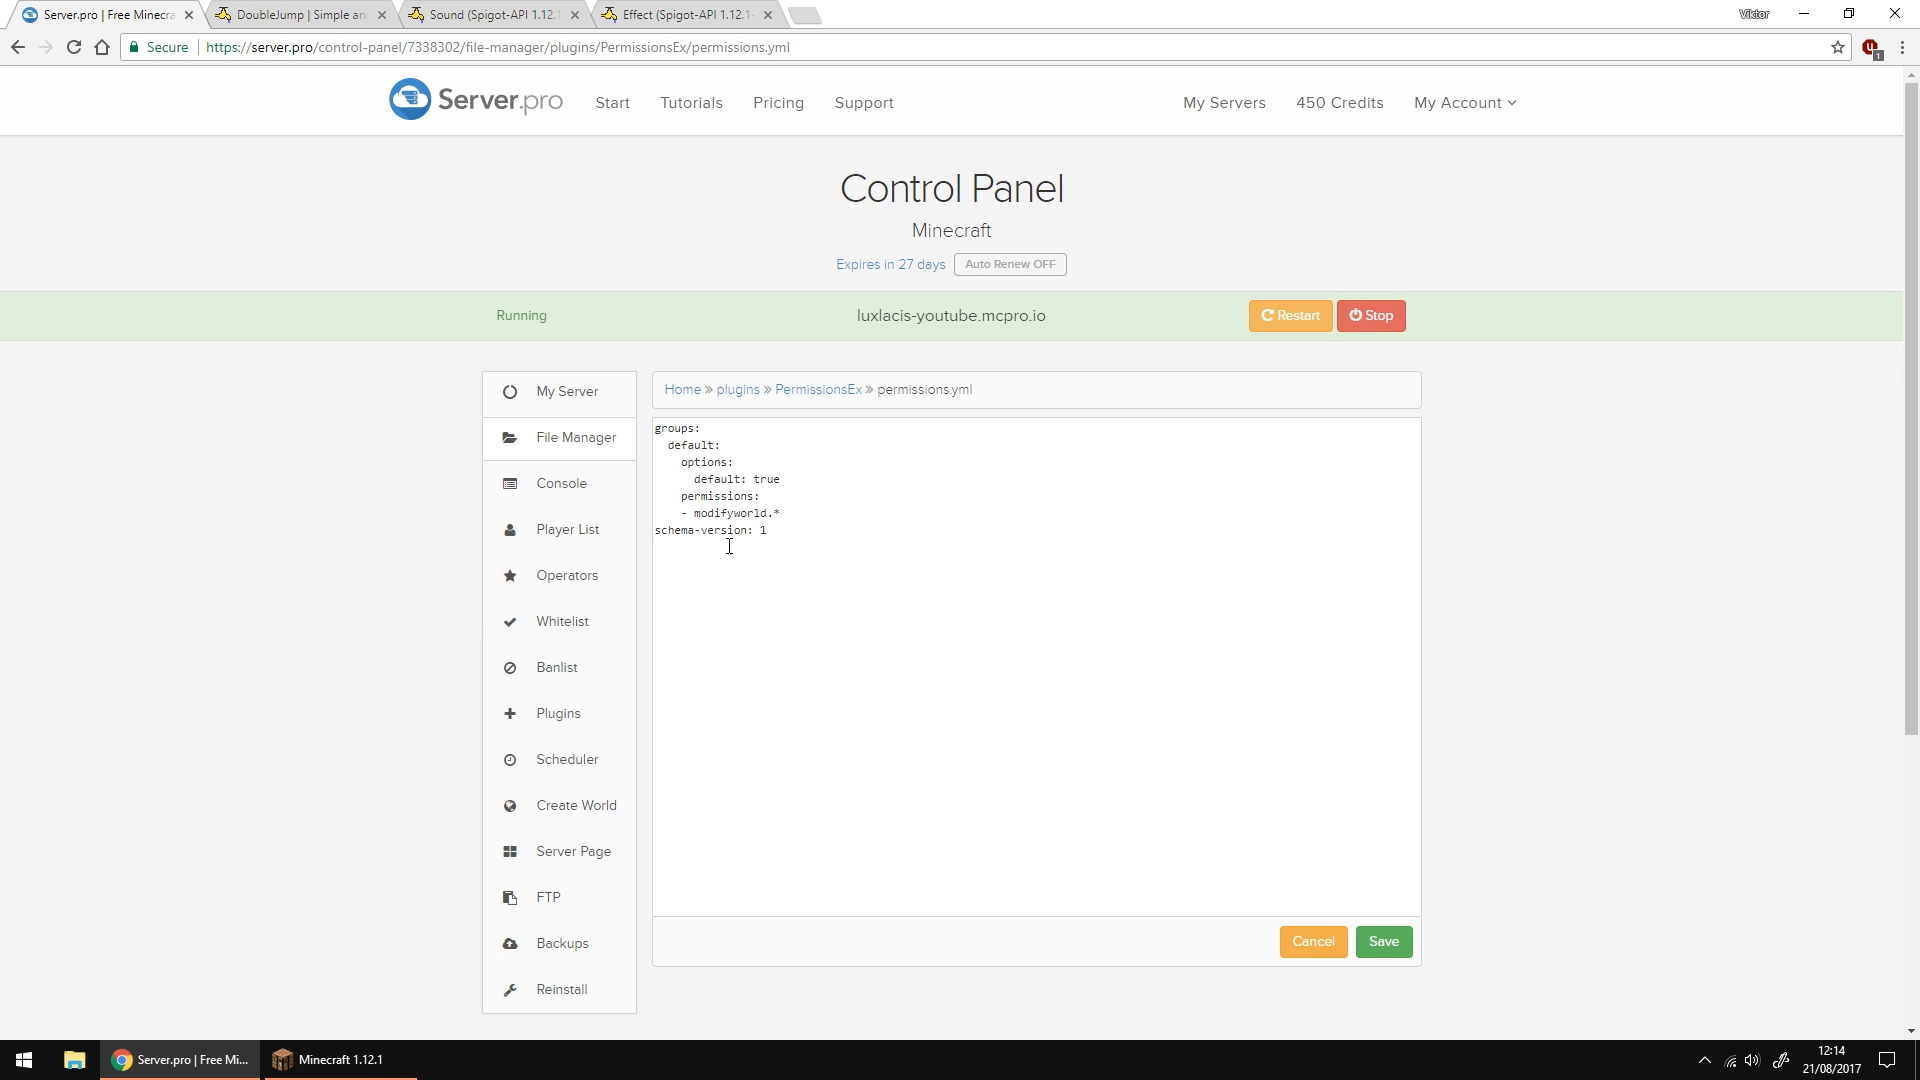 Server.pro | Free Minecra
DoubleJump | Simple an
Sound (Spigot-API 1.12.1
Effect (Spigot-API 1.12.1-
Viktor
Secure
https://server.pro/control-panel/7338302/file-manager/plugins/PermissionsEx/permissions.yml
1
Server.pro
Start
Tutorials
Pricing
Support
My Servers
450 Credits
My Account
Control Panel
Minecraft
Expires in 27 days
Auto Renew OFF
Running
luxlacis-youtube.mcpro.io
Restart
Stop
My Server
File Manager
Console
Player List
Operators
Whitelist
Banlist
Plugins
Scheduler
Create World
Server Page
FTP
Backups
Reinstall
Home » plugins » PermissionsEx » permissions.yml
groups:
default:
options:
default: true
permissions:
- modifyworld.*
schema-version: 1
Cancel
Save
Server.pro | Free Mi...
Minecraft 1.12.1
12:14
21/08/2017